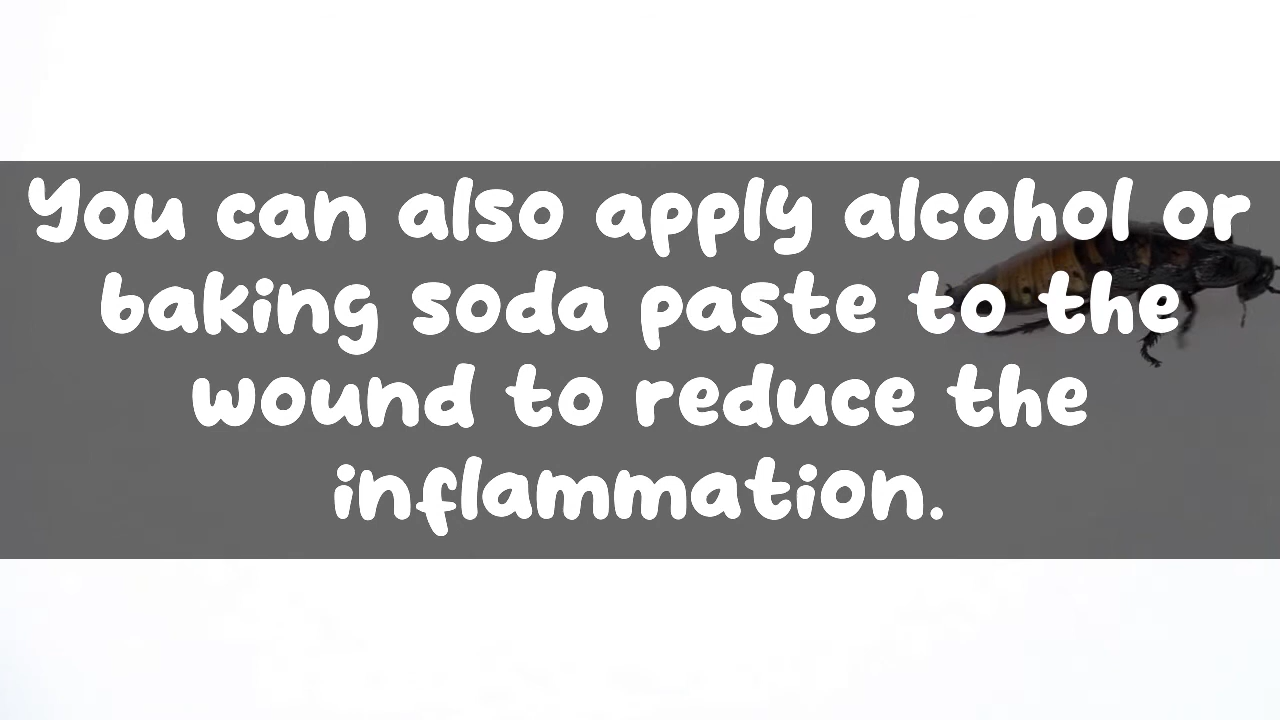 You can also apply alcohol or
baking soda paste to the
wound to reduce the
inflammation.